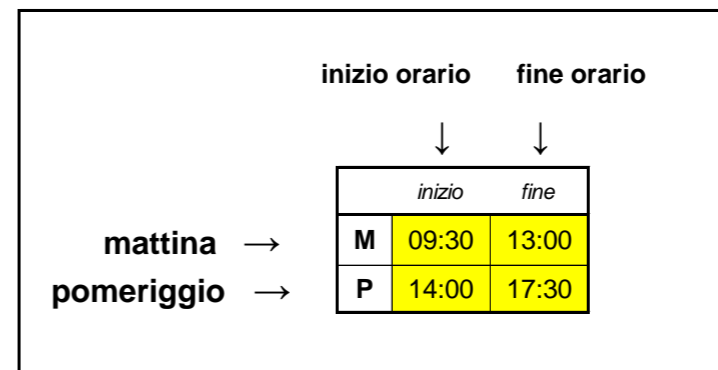 inizio orario fine orario
↓ ↓
inizio fine
mattina → M 09:30 13:00
pomeriggio → P 14:00 17:30